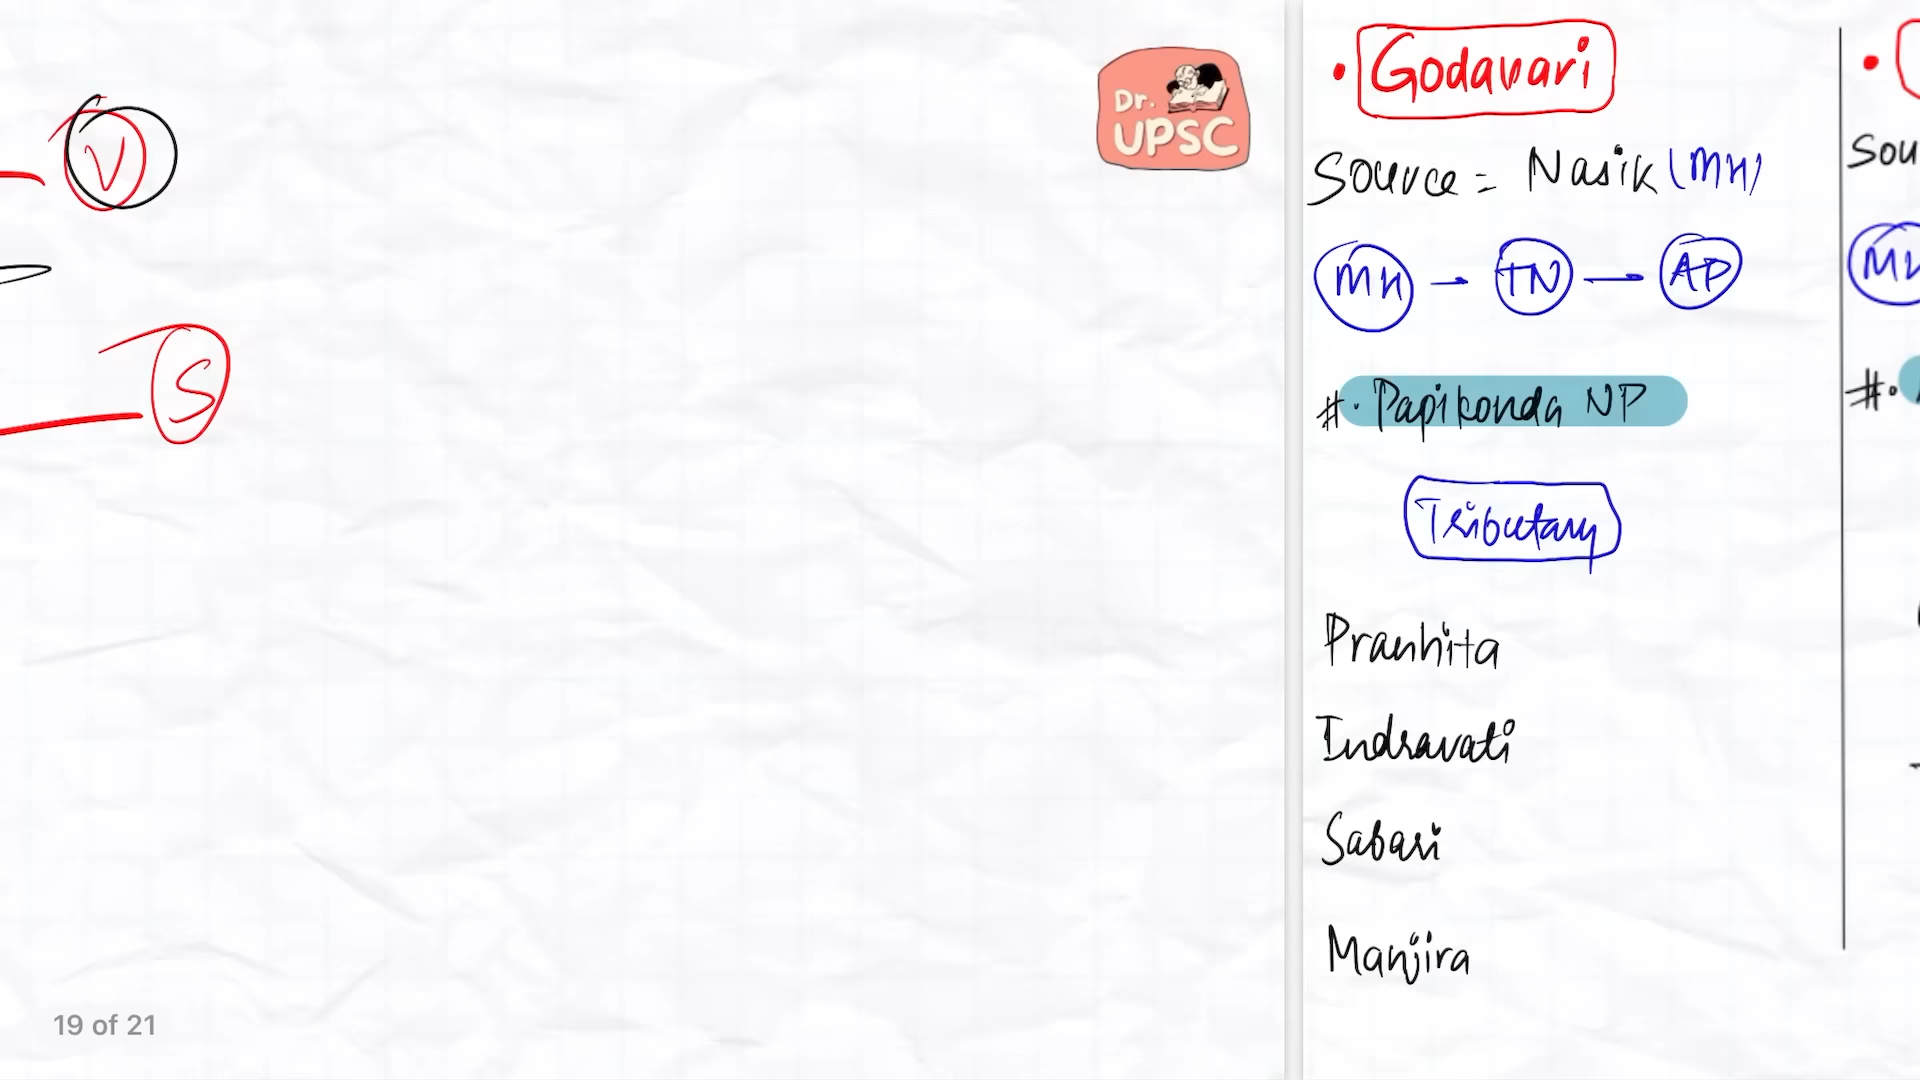 V
S
Dr.
UPSC
19 of 21
• Godavari
Source = Nasik (MH)
MH → TN → AP
#. Papikonda NP
Tributary
Pranhita
Indravati
Sabari
Manjira
•
Sou
MH
#.